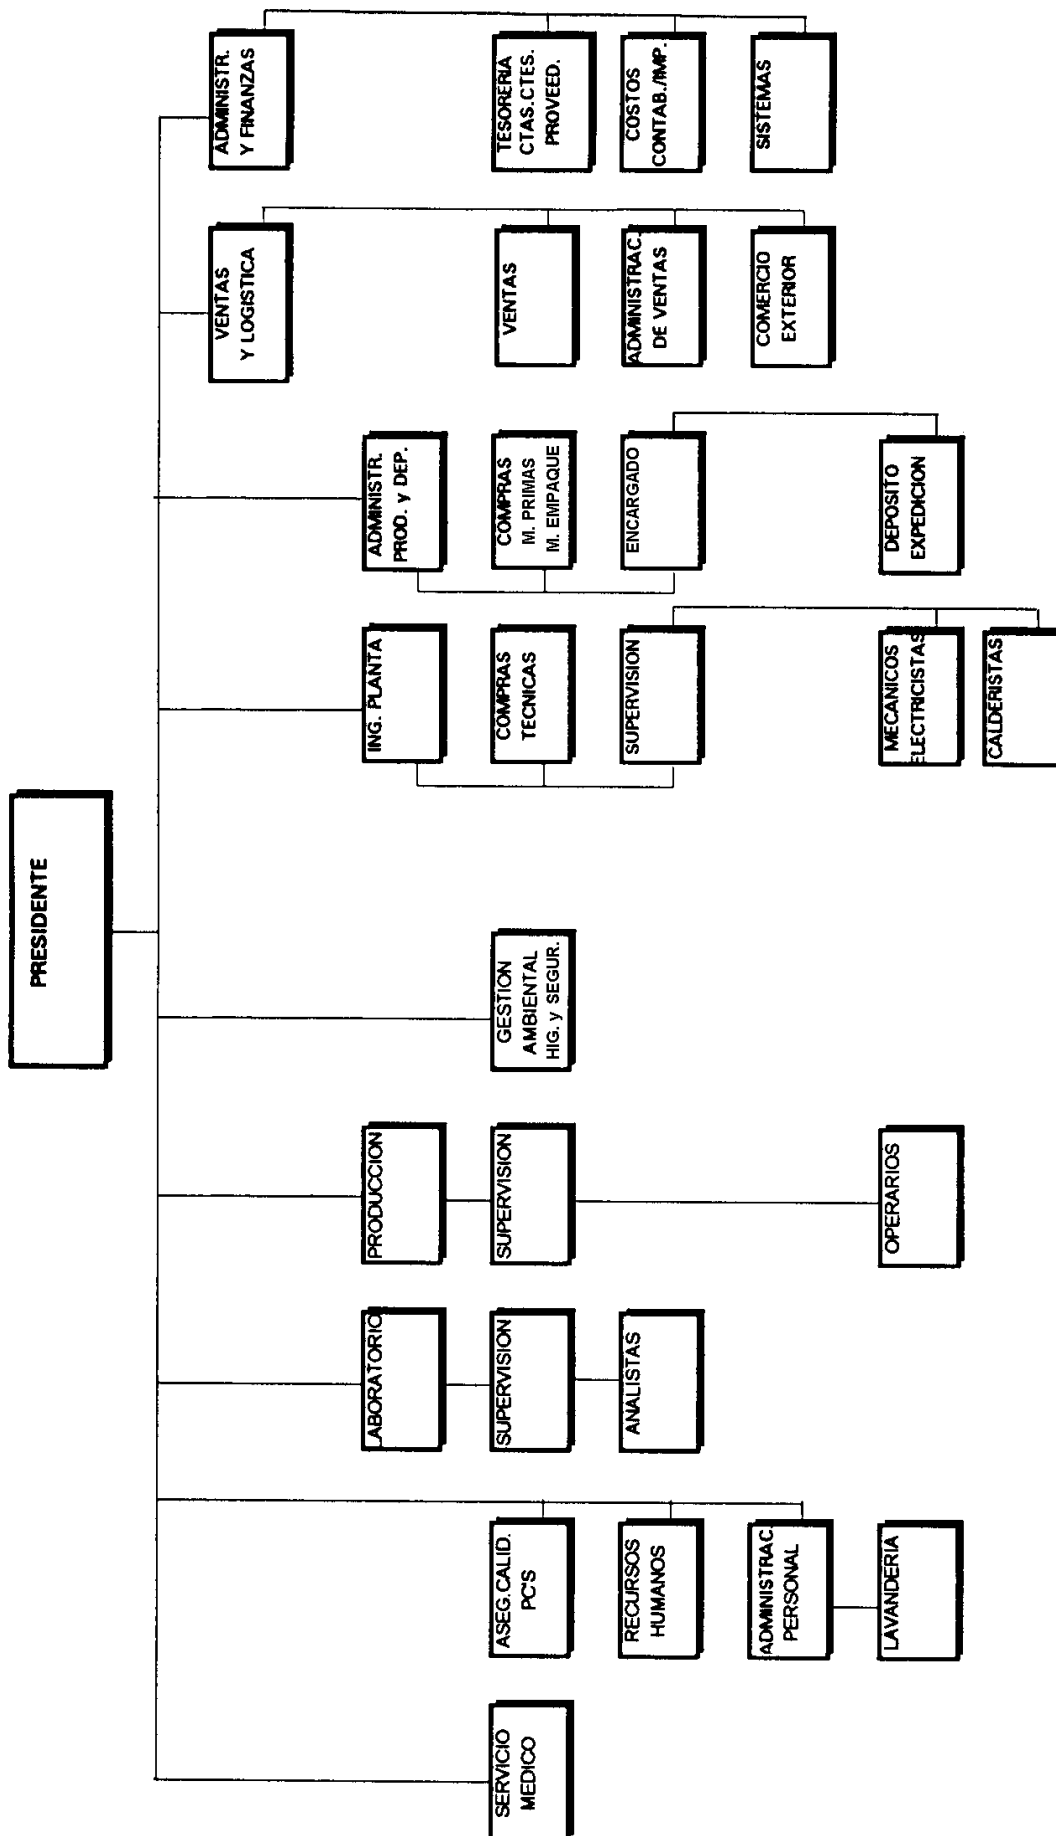 PRESIDENTE
SERVICIO
MEDICO
ASEG.CALID.
PC'S
RECURSOS
HUMANOS
ADMINISTRAC.
PERSONAL
LAVANDERIA
LABORATORIO
SUPERVISION
ANALISTAS
PRODUCCION
SUPERVISION
OPERARIOS
GESTION
AMBIENTAL
HIG. y SEGUR.
ING. PLANTA
COMPRAS
TECNICAS
SUPERVISION
MECANICOS
ELECTRICISTAS
CALDERISTAS
ADMINISTR.
PROD. y DEP.
COMPRAS
M. PRIMAS
M. EMPAQUE
ENCARGADO
DEPOSITO
EXPEDICION
VENTAS
Y LOGISTICA
VENTAS
ADMINISTRAC.
DE VENTAS
COMERCIO
EXTERIOR
ADMINISTR.
Y FINANZAS
TESORERIA
CTAS.CTES.
PROVEED.
COSTOS
CONTAB./IMP.
SISTEMAS